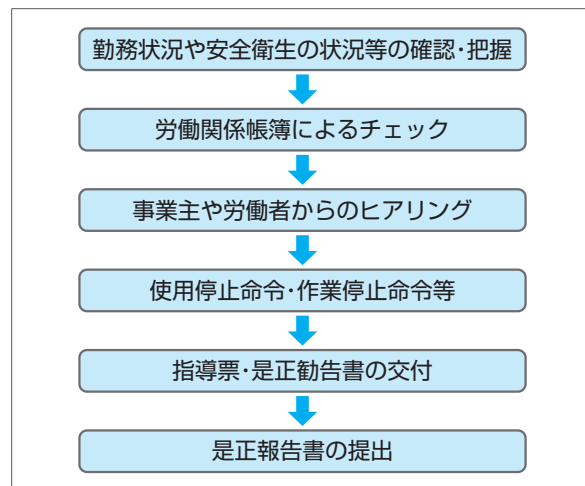 勤務状況や安全衛生の状況等の確認･把握
労働関係帳簿によるチェック
事業主や労働者からのヒアリング
使用停止命令･作業停止命令等
指導票･是正勧告書の交付
是正報告書の提出